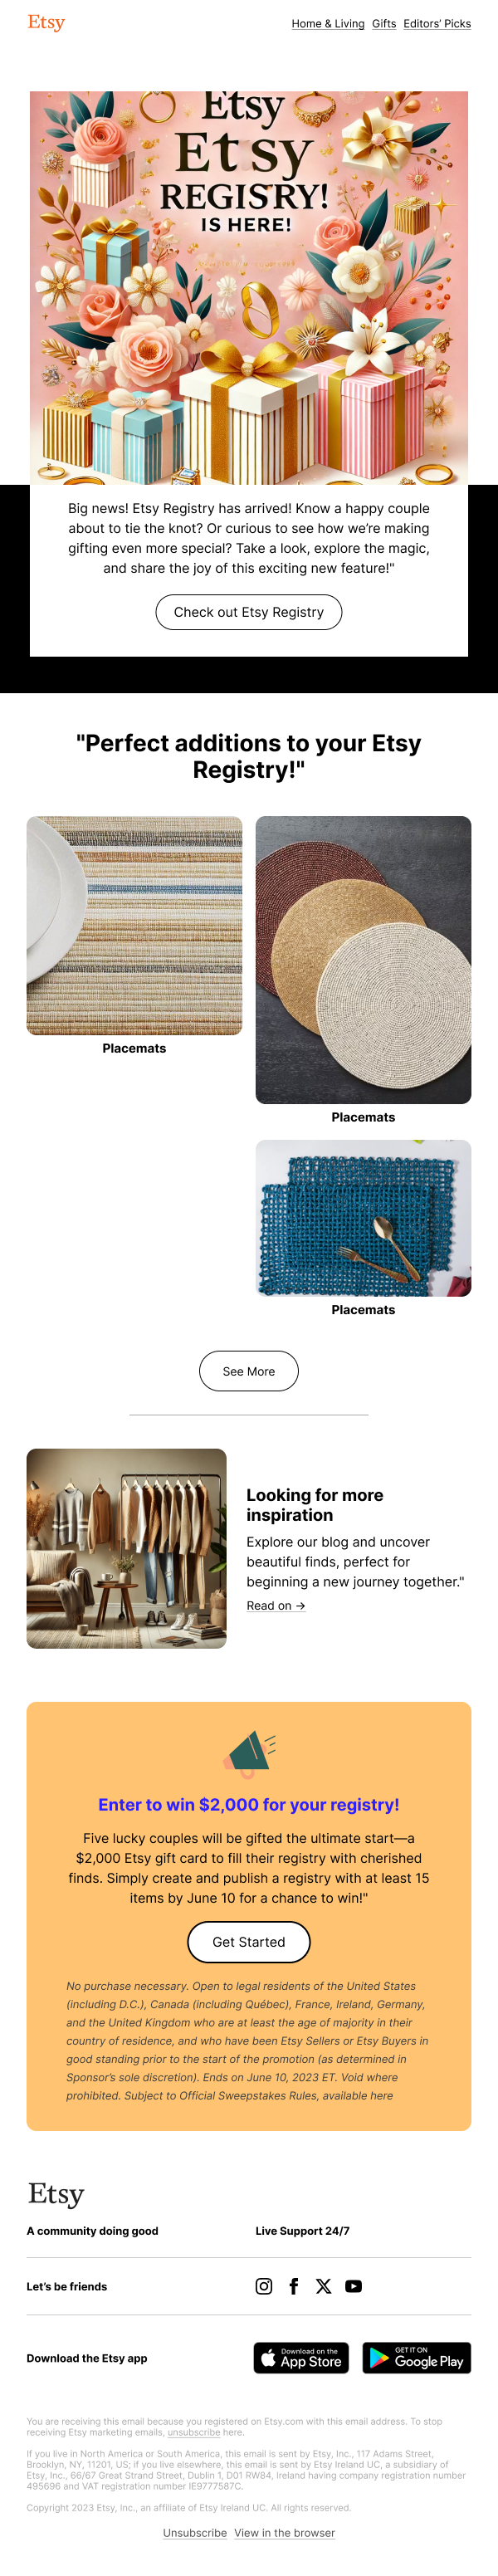 Etsy
Home & Living Gifts Editors’ Picks
Etsy
Etsy
REGISRY!
IS HERE!
Big news! Etsy Registry has arrived! Know a happy couple
about to tie the knot? Or curious to see how we’re making
gifting even more special? Take a look, explore the magic,
and share the joy of this exciting new feature!"
Check out Etsy Registry
"Perfect additions to your Etsy
Registry!"
Placemats
Placemats
Placemats
See More
Looking for more
inspiration
Explore our blog and uncover
beautiful finds, perfect for
beginning a new journey together."
Read on →
Enter to win $2,000 for your registry!
Five lucky couples will be gifted the ultimate start—a
$2,000 Etsy gift card to fill their registry with cherished
finds. Simply create and publish a registry with at least 15
items by June 10 for a chance to win!"
Get Started
No purchase necessary. Open to legal residents of the United States
(including D.C.), Canada (including Québec), France, Ireland, Germany,
and the United Kingdom who are at least the age of majority in their
country of residence, and who have been Etsy Sellers or Etsy Buyers in
good standing prior to the start of the promotion (as determined in
Sponsor’s sole discretion). Ends on June 10, 2023 ET. Void where
prohibited. Subject to Official Sweepstakes Rules, available here
Etsy
A community doing good
Live Support 24/7
Let’s be friends
Download the Etsy app
Download on the
App Store
GET IT ON
Google Play
You are receiving this email because you registered on Etsy.com with this email address. To stop
receiving Etsy marketing emails, unsubscribe here.
If you live in North America or South America, this email is sent by Etsy, Inc., 117 Adams Street,
Brooklyn, NY, 11201, US; if you live elsewhere, this email is sent by Etsy Ireland UC, a subsidiary of
Etsy, Inc., 66/67 Great Strand Street, Dublin 1, D01 RW84, Ireland having company registration number
495696 and VAT registration number IE9777587C.
Copyright 2023 Etsy, Inc., an affiliate of Etsy Ireland UC. All rights reserved.
Unsubscribe View in the browser